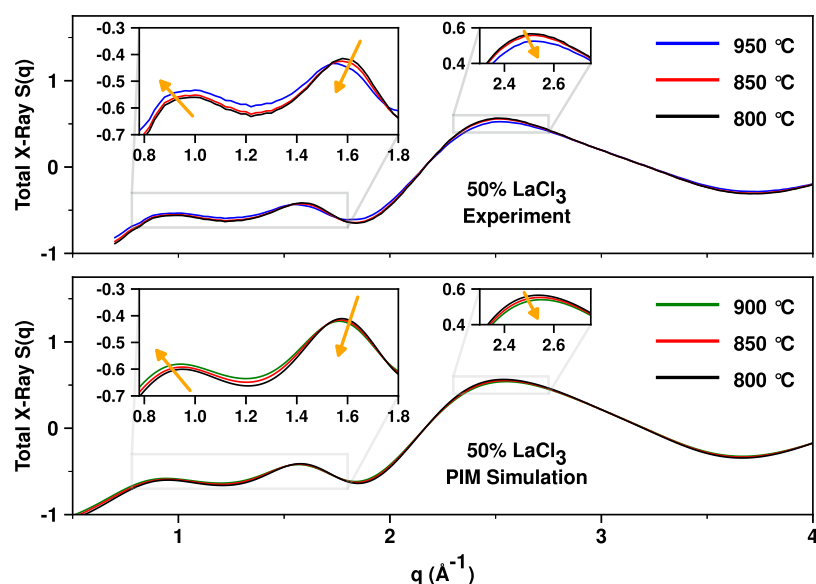 Total X-Ray S(q)
1
0
-1
-0.3
-0.4
-0.5
-0.6
-0.7
0.8 1.0 1.2 1.4 1.6 1.8
0.6
0.4
2.4 2.6
950 °C
850 °C
800 °C
50% LaCl3
Experiment
Total X-Ray S(q)
1
0
-1
-0.3
-0.4
-0.5
-0.6
-0.7
0.8 1.0 1.2 1.4 1.6 1.8
0.6
0.4
2.4 2.6
900 °C
850 °C
800 °C
50% LaCl3
PIM Simulation
1 2 3 4
q (Å-1)